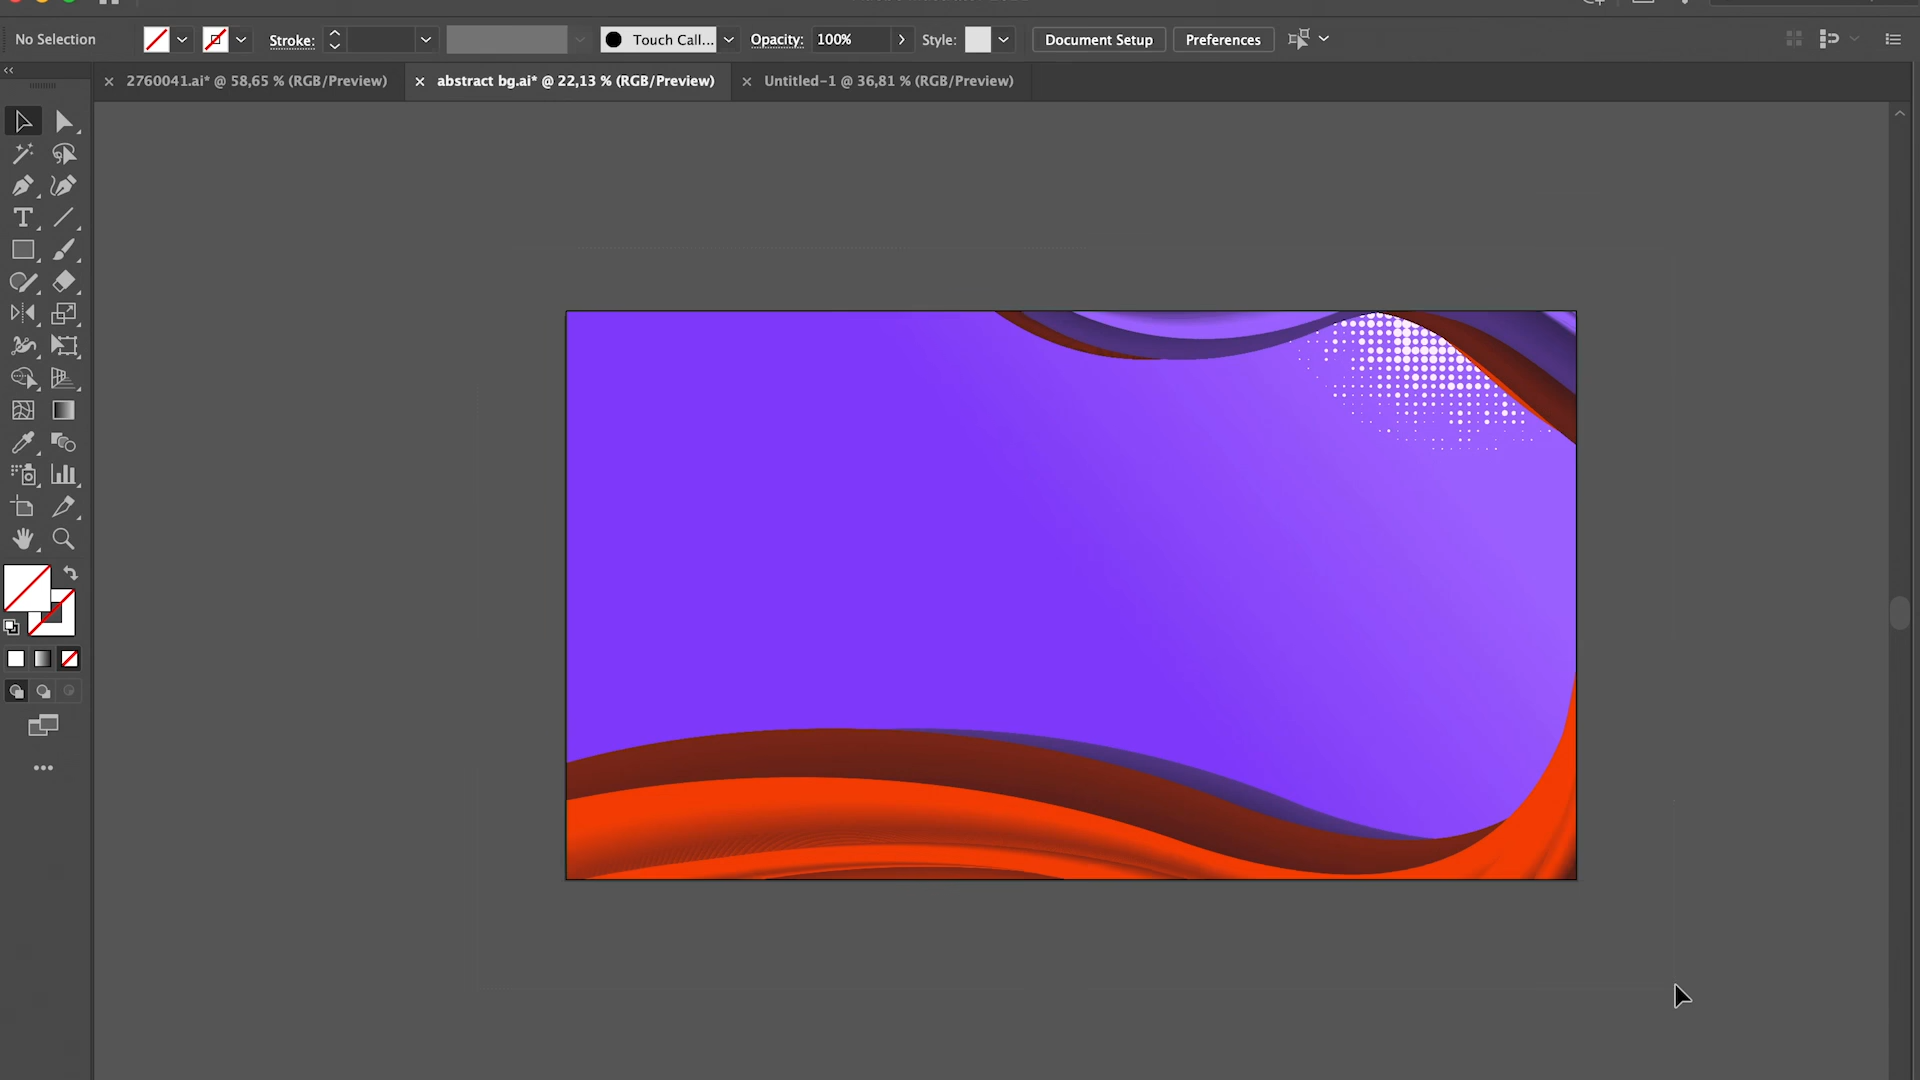 No Selection Stroke: Touch Call... Opacity: 100% Style: Document Setup Preferences
2760041.ai* @ 58,65 % (RGB/Preview) abstract bg.ai* @ 22,13 % (RGB/Preview) Untitled-1 @ 36,81 % (RGB/Preview)